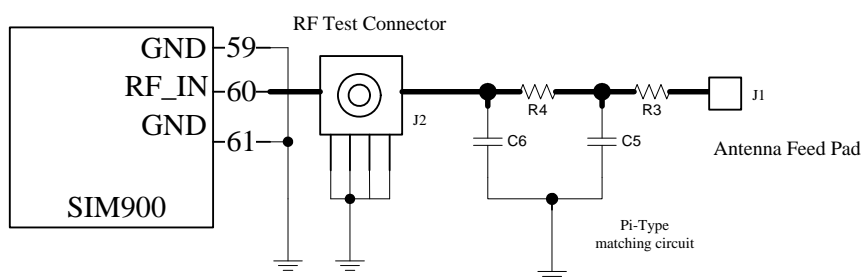 RF Test Connector
GND 59
RF_IN 60
GND 61
SIM900
J2
R4
R3
J1
C6
C5
Antenna Feed Pad
Pi-Type
matching circuit